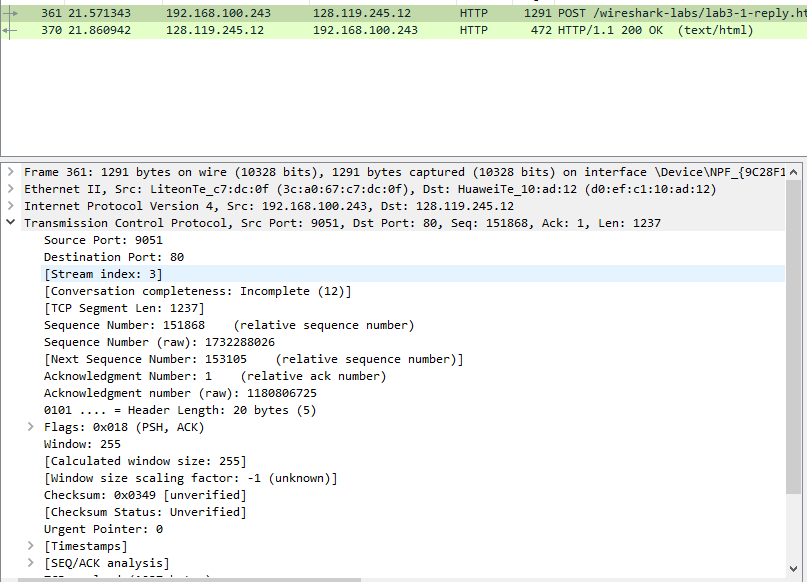 361 21.571343 192.168.100.243 128.119.245.12 HTTP 1291 POST /wireshark-labs/lab3-1-reply.ht
370 21.860942 128.119.245.12 192.168.100.243 HTTP 472 HTTP/1.1 200 OK (text/html)
Frame 361: 1291 bytes on wire (10328 bits), 1291 bytes captured (10328 bits) on interface \Device\NPF_{9C28F1
Ethernet II, Src: LiteonTe_c7:dc:0f (3c:a0:67:c7:dc:0f), Dst: HuaweiTe_10:ad:12 (d0:ef:c1:10:ad:12)
Internet Protocol Version 4, Src: 192.168.100.243, Dst: 128.119.245.12
Transmission Control Protocol, Src Port: 9051, Dst Port: 80, Seq: 151868, Ack: 1, Len: 1237
Source Port: 9051
Destination Port: 80
[Stream index: 3]
[Conversation completeness: Incomplete (12)]
[TCP Segment Len: 1237]
Sequence Number: 151868 (relative sequence number)
Sequence Number (raw): 1732288026
[Next Sequence Number: 153105 (relative sequence number)]
Acknowledgment Number: 1 (relative ack number)
Acknowledgment number (raw): 1180806725
0101 .... = Header Length: 20 bytes (5)
Flags: 0x018 (PSH, ACK)
Window: 255
[Calculated window size: 255]
[Window size scaling factor: -1 (unknown)]
Checksum: 0x0349 [unverified]
[Checksum Status: Unverified]
Urgent Pointer: 0
[Timestamps]
[SEQ/ACK analysis]